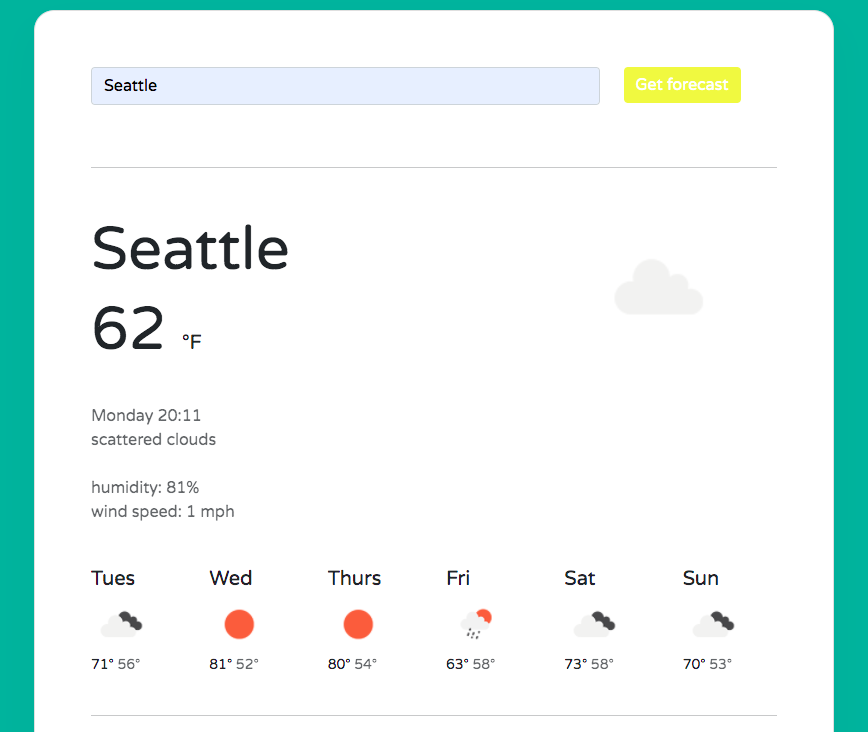 Seattle
Get forecast
Seattle
62 °F
Monday 20:11
scattered clouds
humidity: 81%
wind speed: 1 mph
Tues Wed Thurs Fri Sat Sun
71° 56° 81° 52° 80° 54° 63° 58° 73° 58° 70° 53°